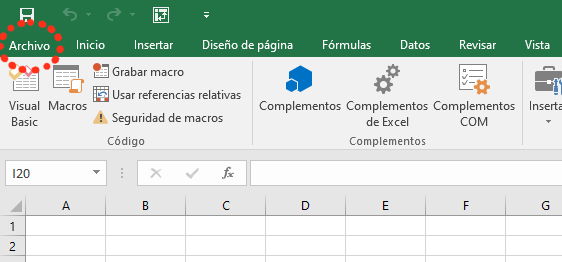 Archivo Inicio Insertar Diseño de página Fórmulas Datos Revisar Vista
Visual Basic
Macros
Grabar macro
Usar referencias relativas
Seguridad de macros
Código
Complementos
Complementos de Excel
Complementos COM
Complementos
Inserta
I20
fx
A B C D E F G
1
2